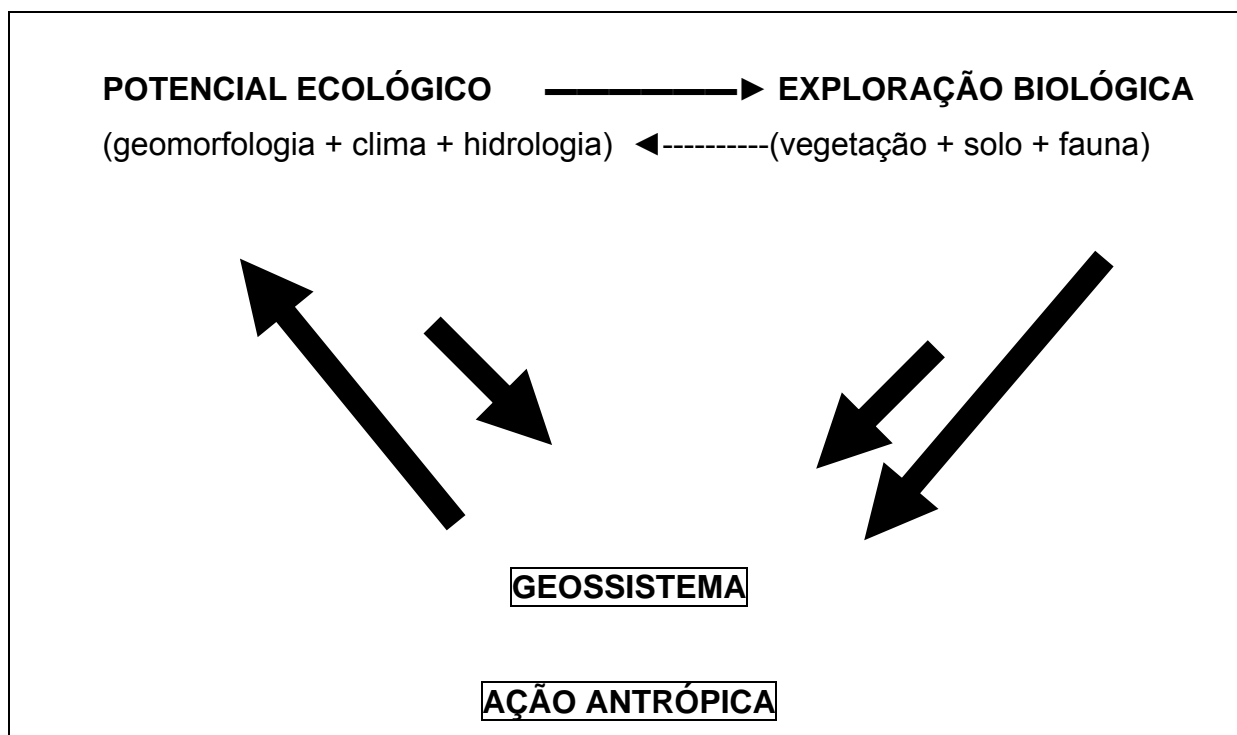 POTENCIAL ECOLÓGICO ► EXPLORAÇÃO BIOLÓGICA
(geomorfologia + clima + hidrologia) ◄----------(vegetação + solo + fauna)
GEOSSISTEMA
AÇÃO ANTRÓPICA